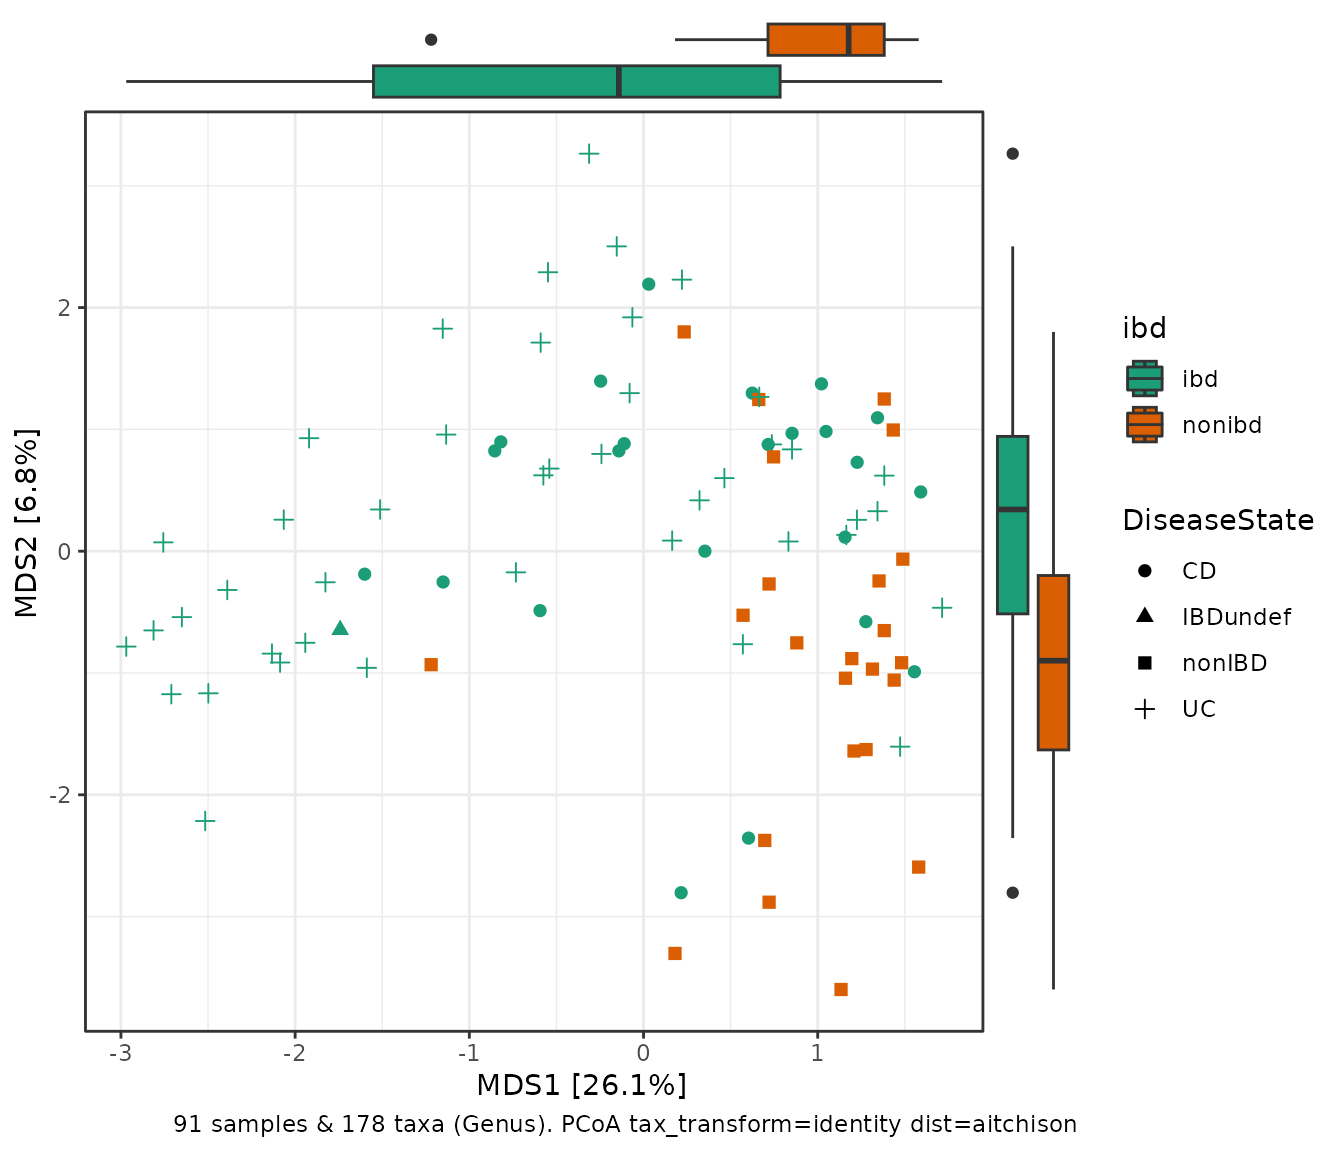 2
0
-2
MDS2 [6.8%]
-3
-2
-1
0
1
MDS1 [26.1%]
91 samples & 178 taxa (Genus). PCoA tax_transform=identity dist=aitchison
ibd
ibd
nonibd
DiseaseState
CD
IBDundef
nonIBD
UC